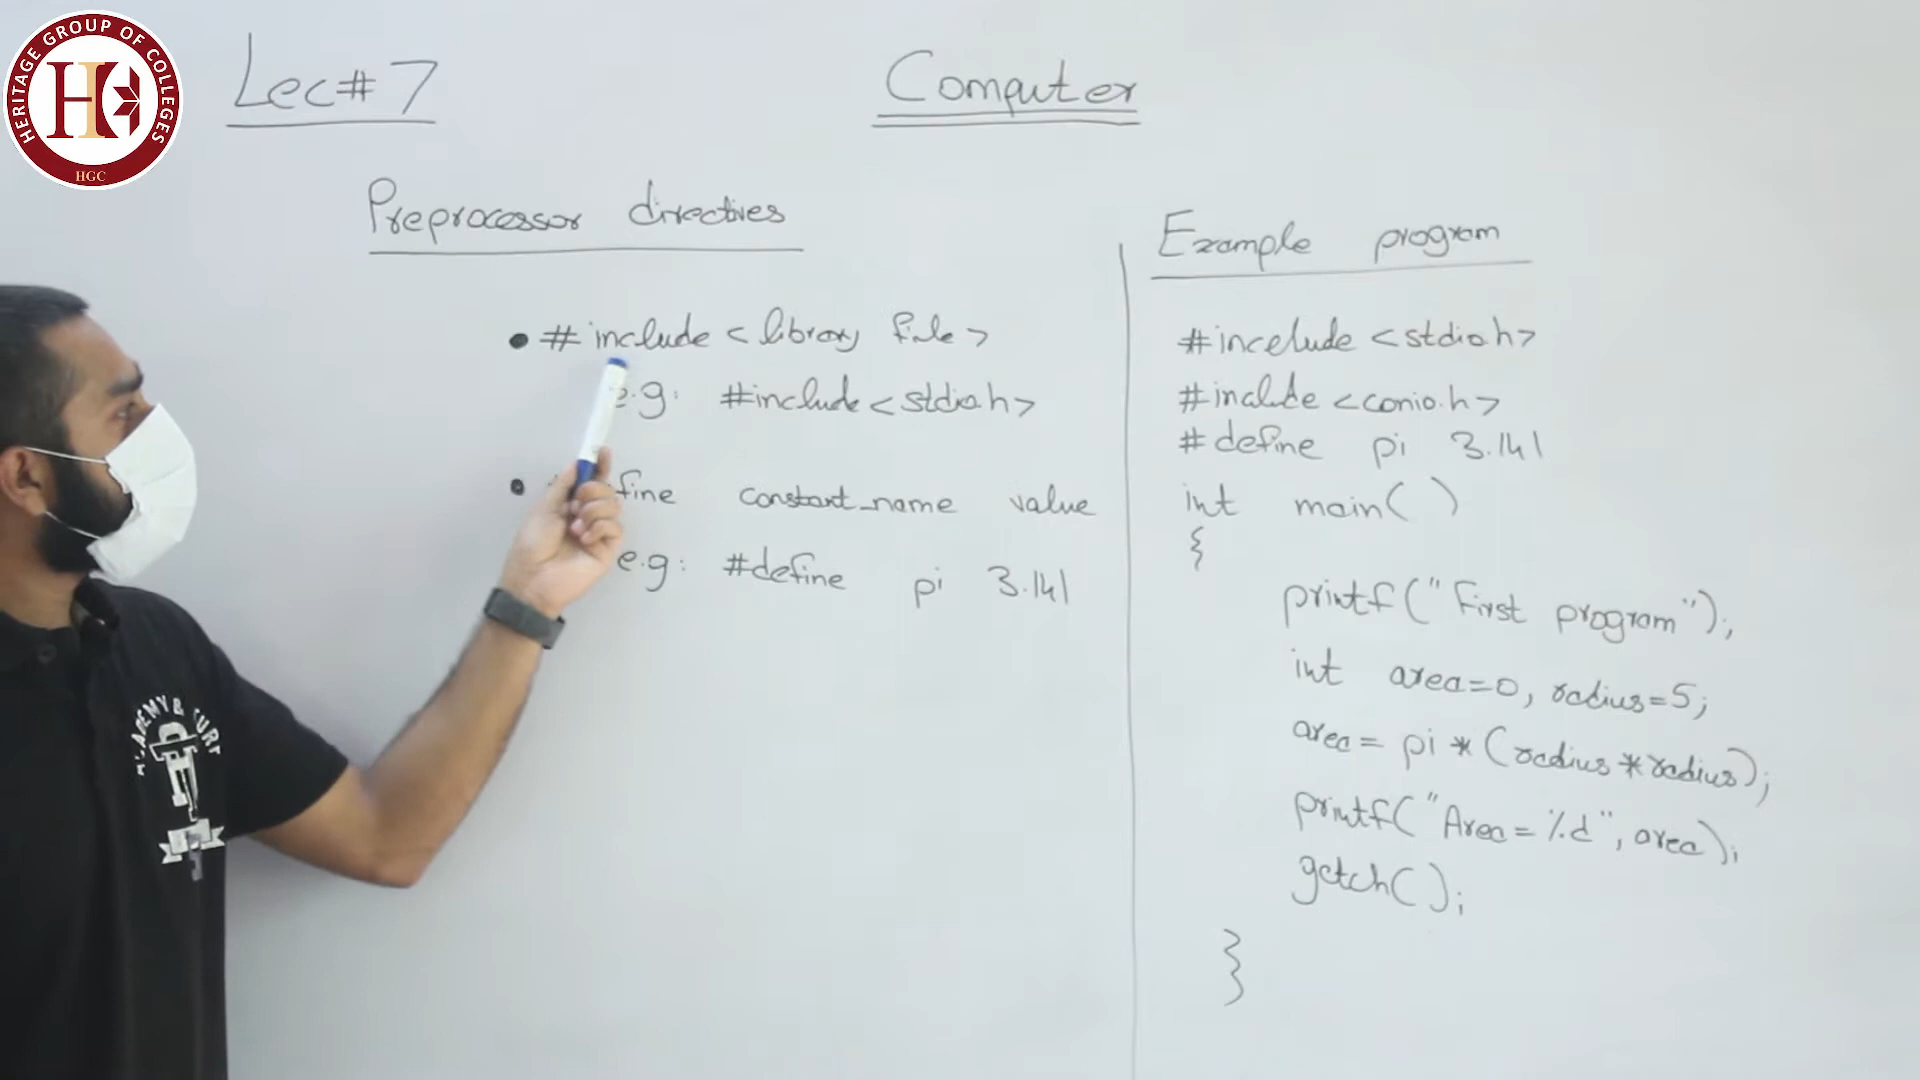 HERITAGE GROUP OF COLLEGES
HGC
Lec# 7
Computer
Preprocessor directives
# include < library file >
e.g: #include < stdio.h >
fine constant_name value
e.g: #define pi 3.141
Example program
#incelude < stdio.h >
#include < conio.h >
# define pi 3.141
int main( )
{
printf("First program");
int area=0, radius=5;
area= pi * (radius * radius);
printf("Area= %d", area);
getch( );
}